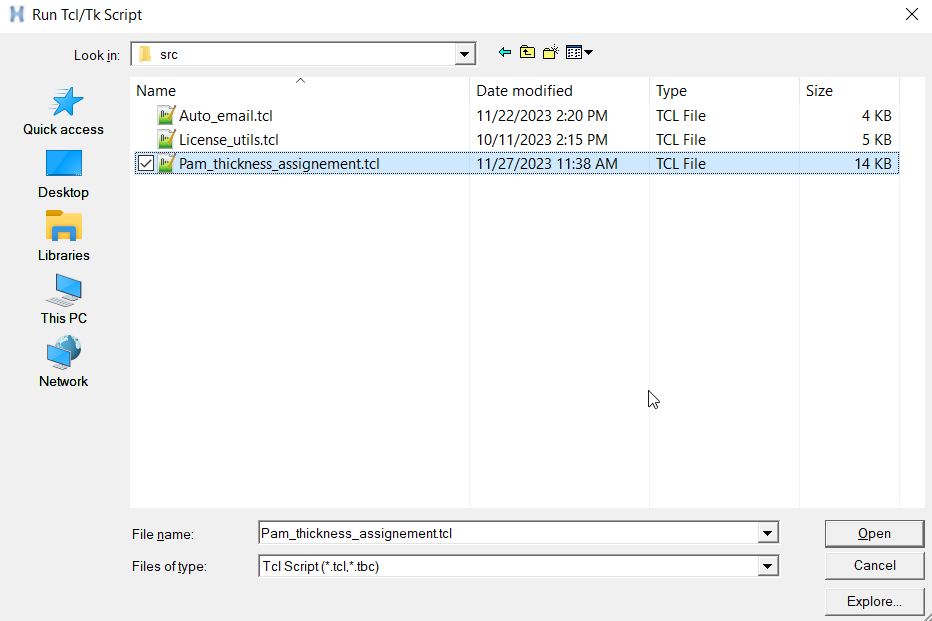 Run Tcl/Tk Script
Look in: src
Name Date modified Type Size
Auto_email.tcl 11/22/2023 2:20 PM TCL File 4 KB
License_utils.tcl 10/11/2023 2:15 PM TCL File 5 KB
Pam_thickness_assignement.tcl 11/27/2023 11:38 AM TCL File 14 KB
Quick access
Desktop
Libraries
This PC
Network
File name: Pam_thickness_assignement.tcl Open
Files of type: Tcl Script (*.tcl,*.tbc) Cancel
Explore...